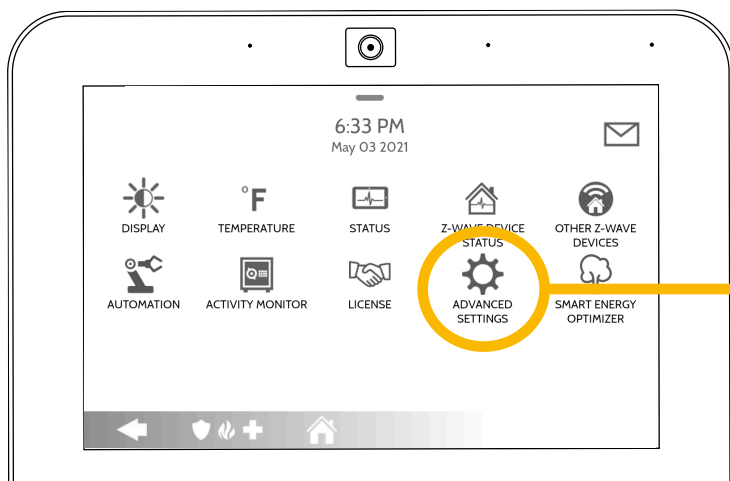 6:33 PM
May 03 2021
DISPLAY
°F
TEMPERATURE
STATUS
Z-WAVE DEVICE
STATUS
OTHER Z-WAVE
DEVICES
AUTOMATION
ACTIVITY MONITOR
LICENSE
ADVANCED
SETTINGS
SMART ENERGY
OPTIMIZER